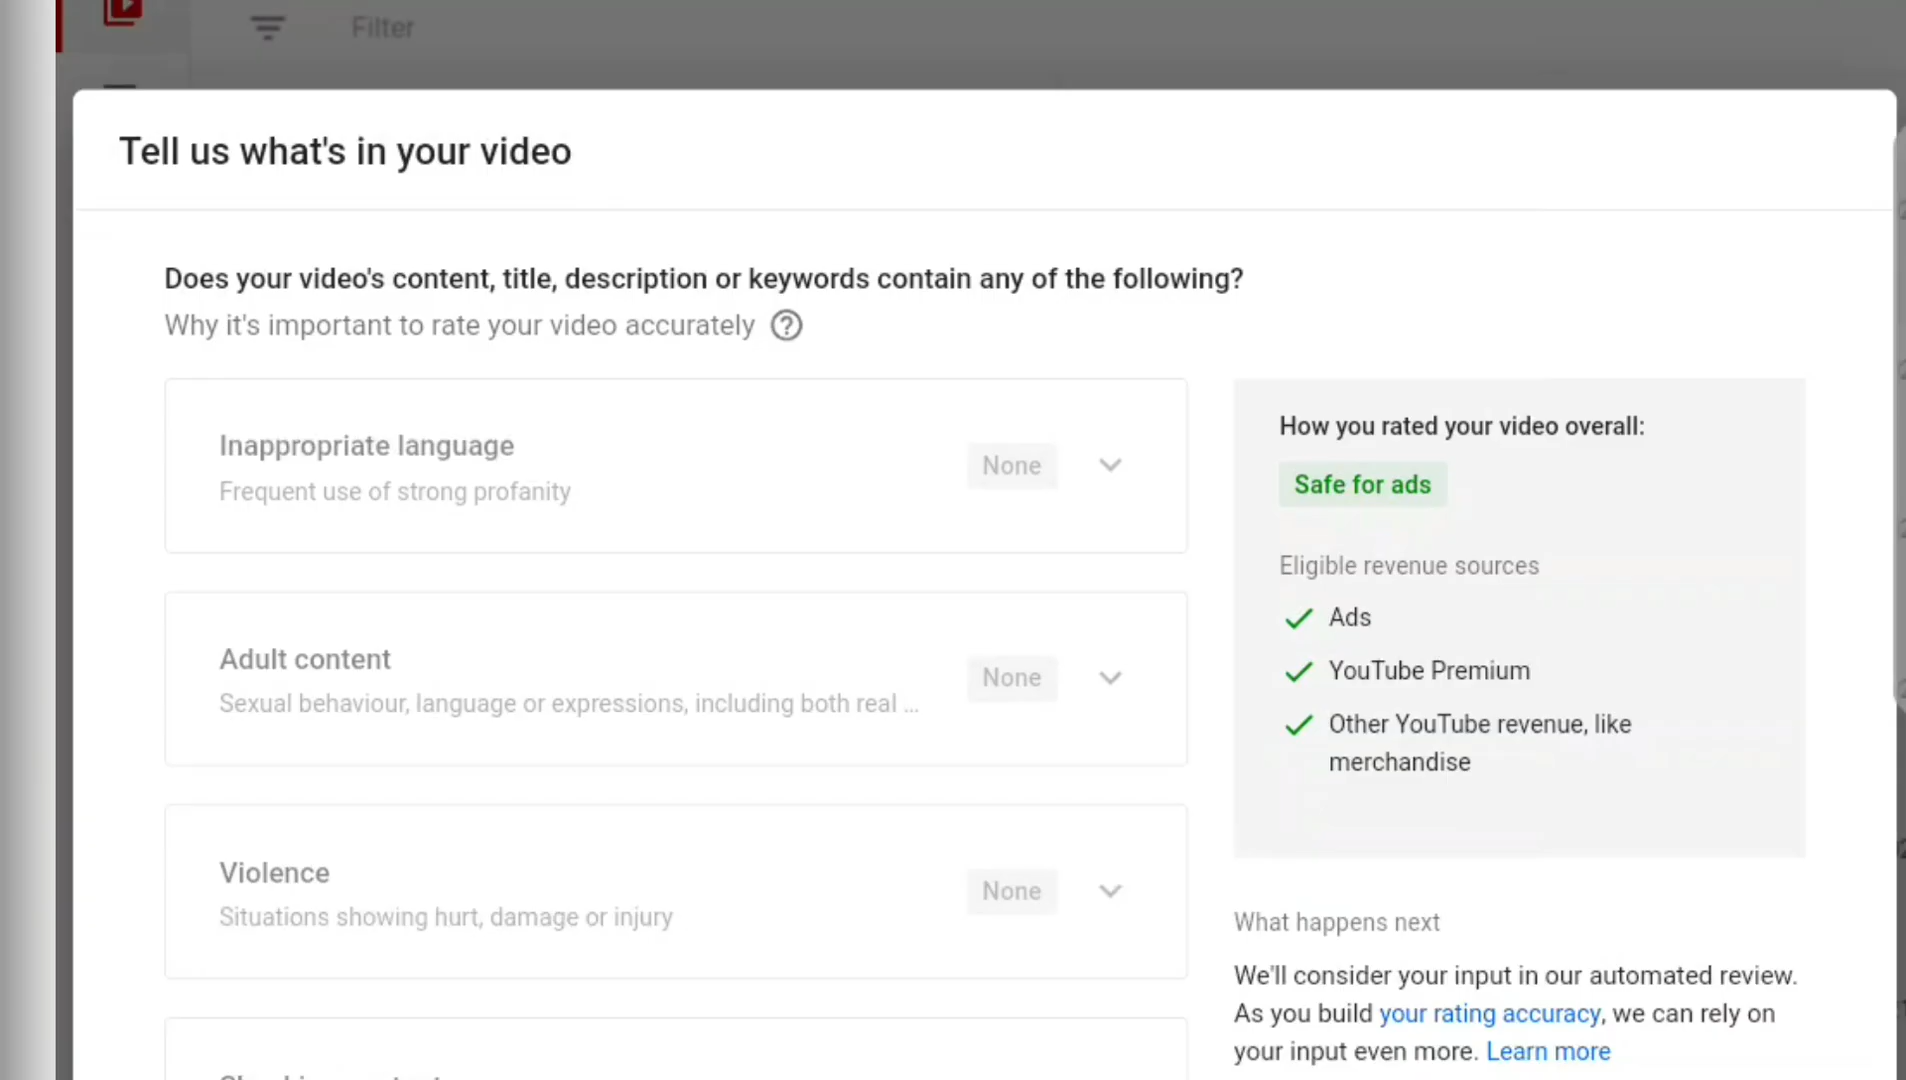 Filter
Tell us what's in your video
Does your video's content, title, description or keywords contain any of the following?
Why it's important to rate your video accurately
Inappropriate language
Frequent use of strong profanity
None
Adult content
Sexual behaviour, language or expressions, including both real ...
None
Violence
Situations showing hurt, damage or injury
None
How you rated your video overall:
Safe for ads
Eligible revenue sources
Ads
YouTube Premium
Other YouTube revenue, like
merchandise
What happens next
We'll consider your input in our automated review.
As you build your rating accuracy, we can rely on
your input even more. Learn more